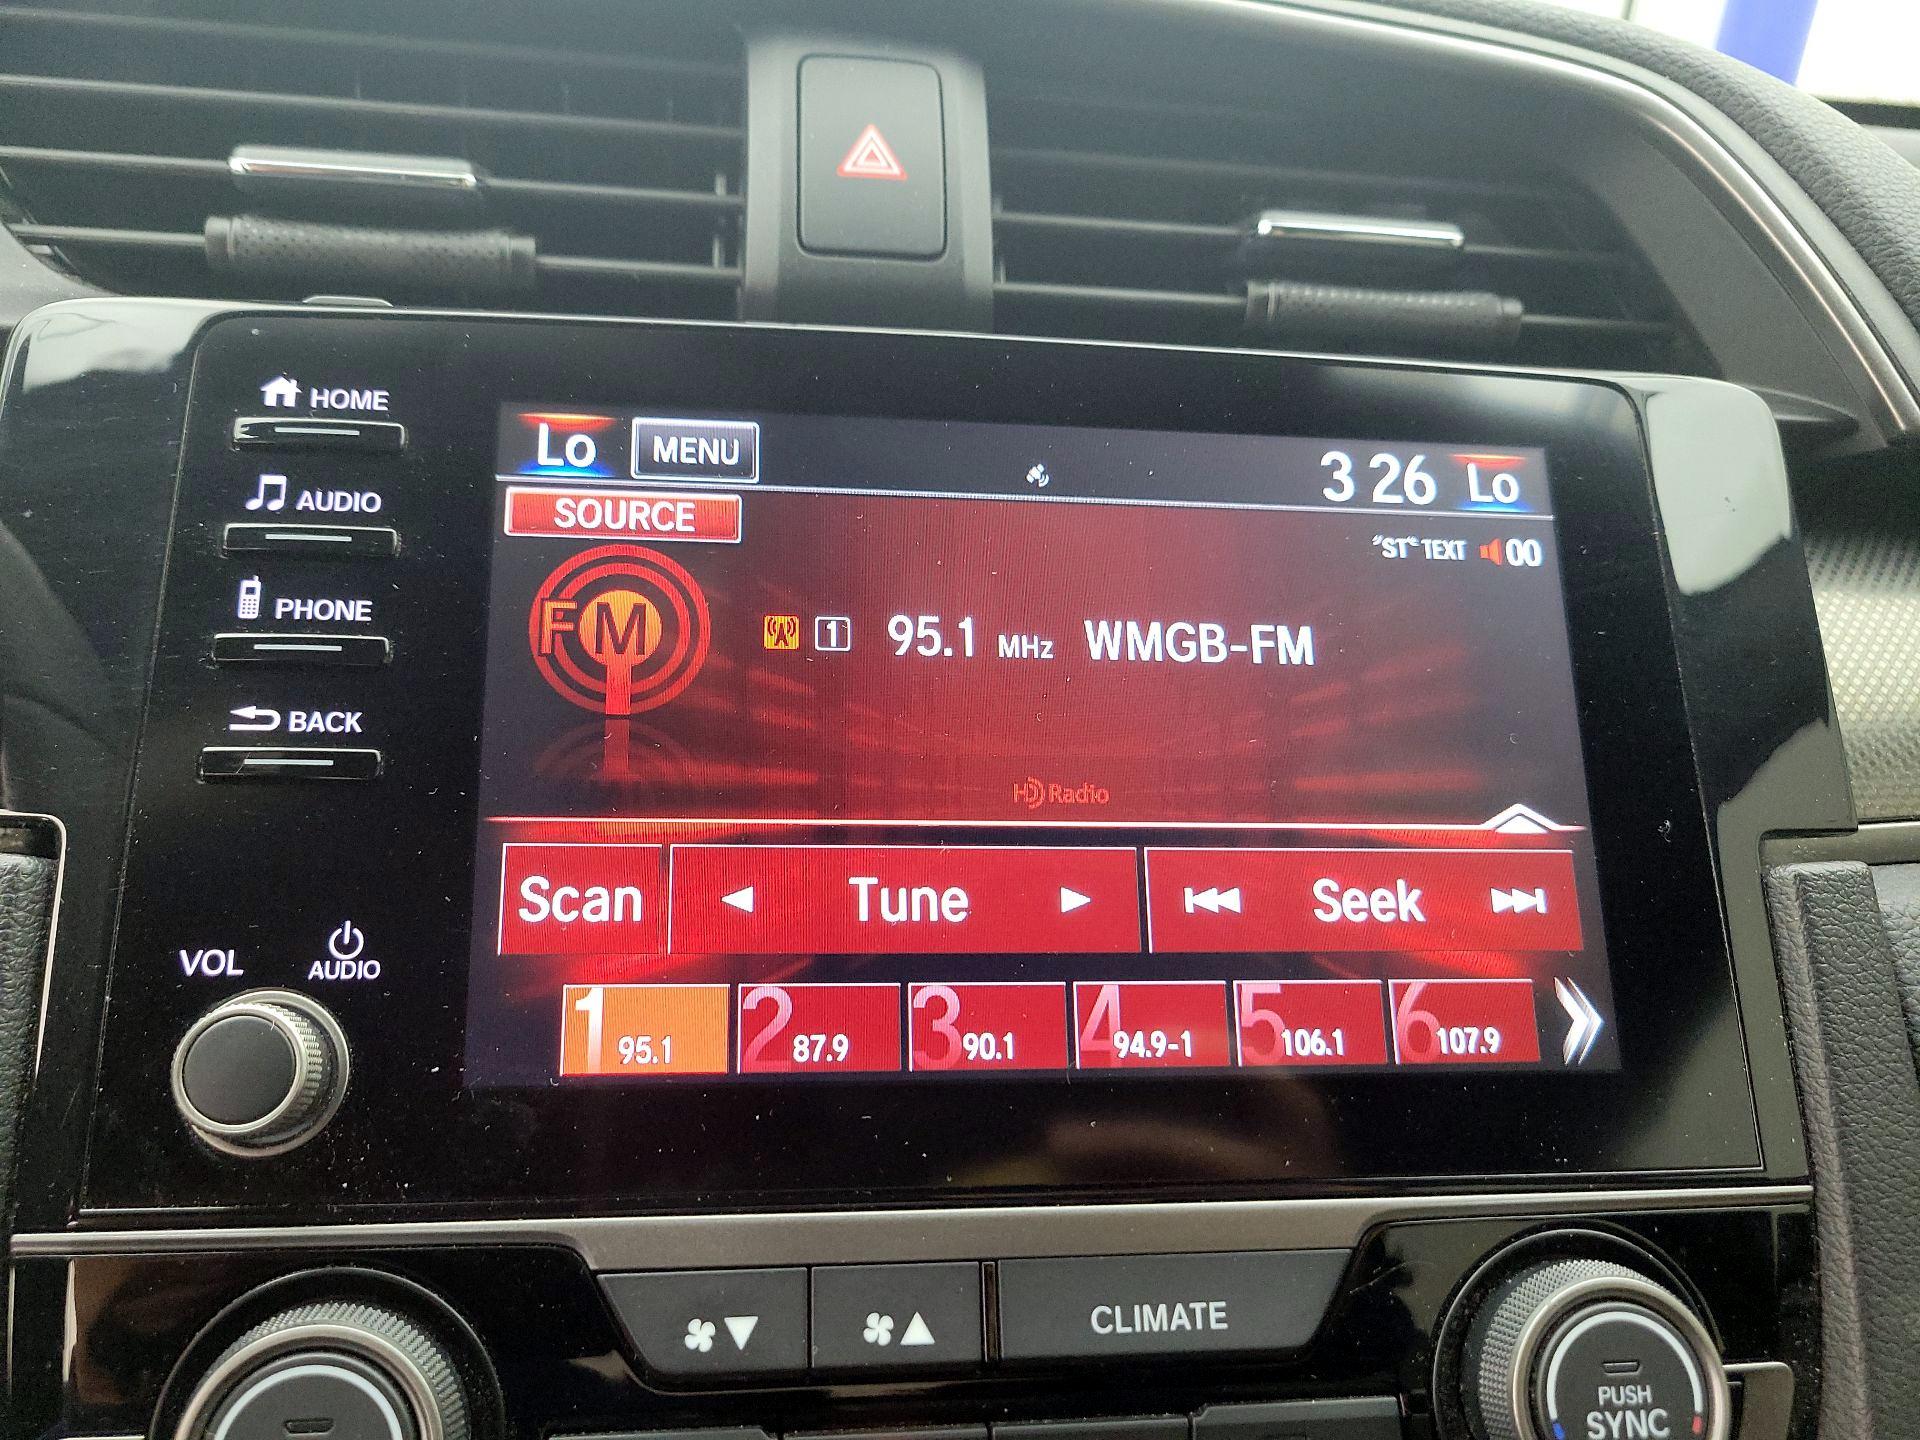 HOME
AUDIO
PHONE
BACK
VOL
AUDIO
Lo
MENU
3 26
Lo
SOURCE
"ST" TEXT
00
FM
1
95.1 MHz WMGB-FM
HD Radio
Scan
Tune
Seek
1 95.1
2 87.9
3 90.1
4 94.9-1
5 106.1
6 107.9
CLIMATE
PUSH
SYNC